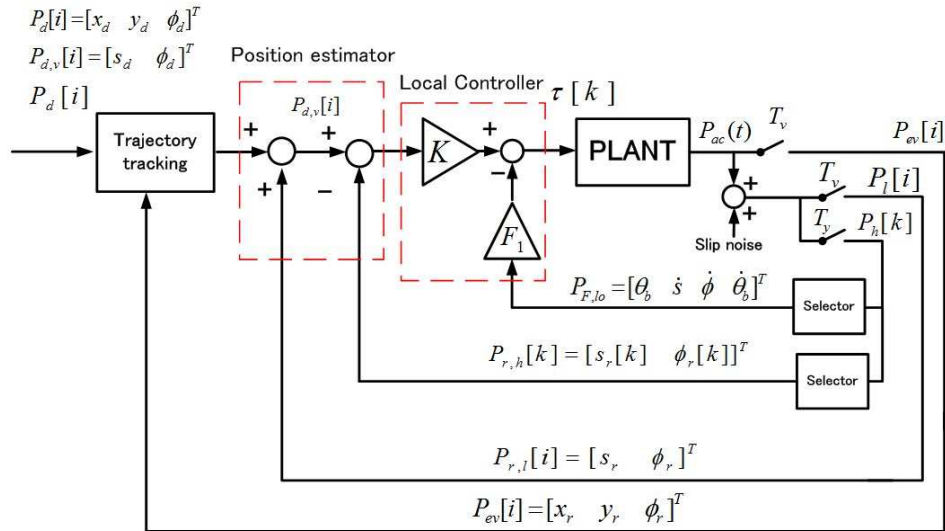 P_d[i]=[x_d y_d ϕ_d]^T
P_{d,v}[i]=[s_d ϕ_d]^T
P_d[i]
Position estimator
Local Controller
τ[k]
Trajectory
tracking
+
+
P_{d,v}[i]
+
−
K
+
−
F_1
PLANT
P_{ac}(t)
T_v
P_{ev}[i]
+
+
Slip noise
T_v
P_l[i]
T_y
P_h[k]
P_{F,lo}=[θ_b ṡ ϕ̇ θ̇_b]^T
Selector
P_{r,h}[k]=[s_r[k] ϕ_r[k]]^T
Selector
P_{r,l}[i]=[s_r ϕ_r]^T
P_{ev}[i]=[x_r y_r ϕ_r]^T